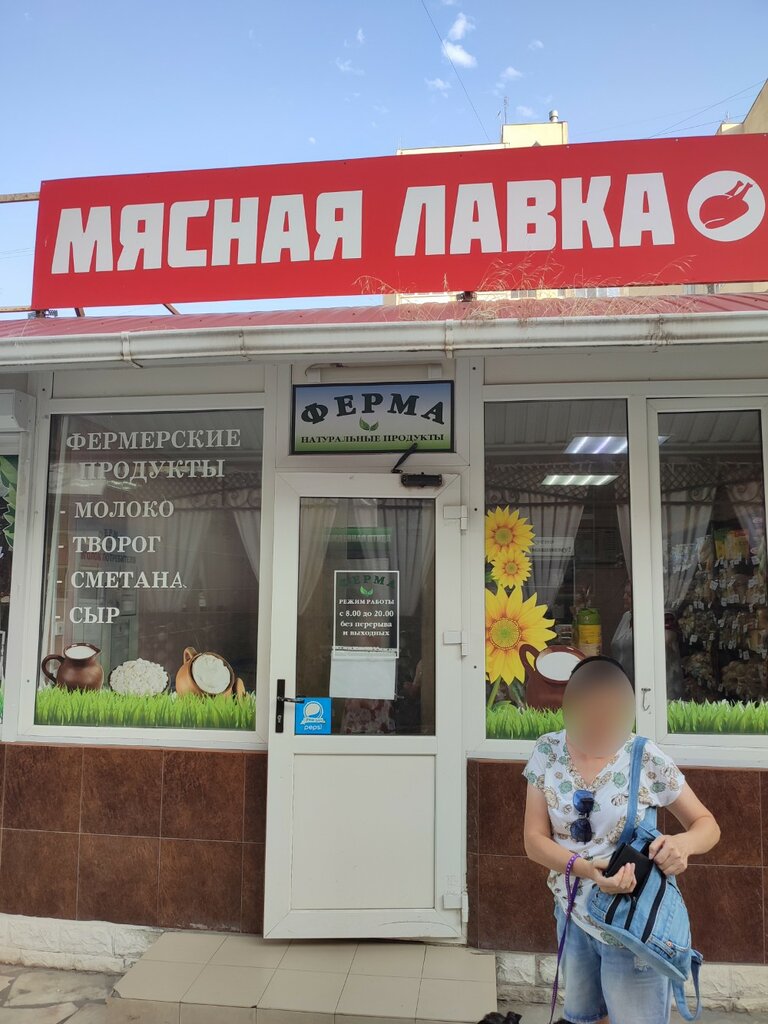 МЯСНАЯ ЛАВКА
ФЕРМА
НАТУРАЛЬНЫЕ ПРОДУКТЫ
ФЕРМЕРСКИЕ
ПРОДУКТЫ
- МОЛОКО
- ТВОРОГ
- СМЕТАНА
- СЫР
ФЕРМА
РЕЖИМ РАБОТЫ
с 8.00 до 20.00
без перерыва
и выходных
pepsi